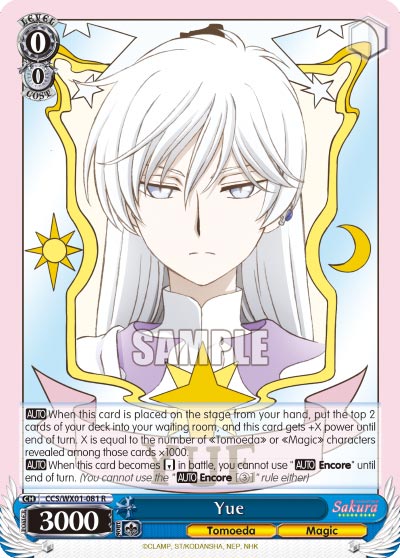 LEVEL
0
0
COST
SAMPLE
YUE
AUTO When this card is placed on the stage from your hand, put the top 2
cards of your deck into your waiting room, and this card gets +X power until
end of turn. X is equal to the number of «Tomoeda» or «Magic» characters
revealed among those cards ×1000.
AUTO When this card becomes in battle, you cannot use "AUTO Encore" until
end of turn. (You cannot use the "AUTO Encore [③]" rule either)
CH CCS/WX01-081 R
Yue
Sakura
POWER 3000 SOUL
Tomoeda Magic
©CLAMP, ST/KODANSHA, NEP, NHK